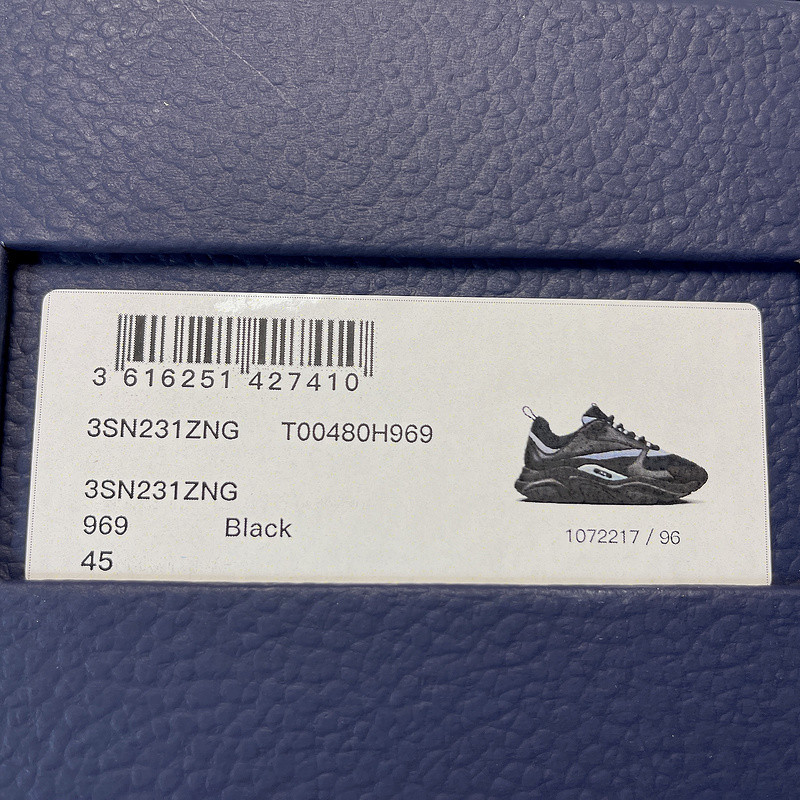 3 616251 427410
3SN231ZNG T00480H969
3SN231ZNG
969 Black
45
1072217 / 96